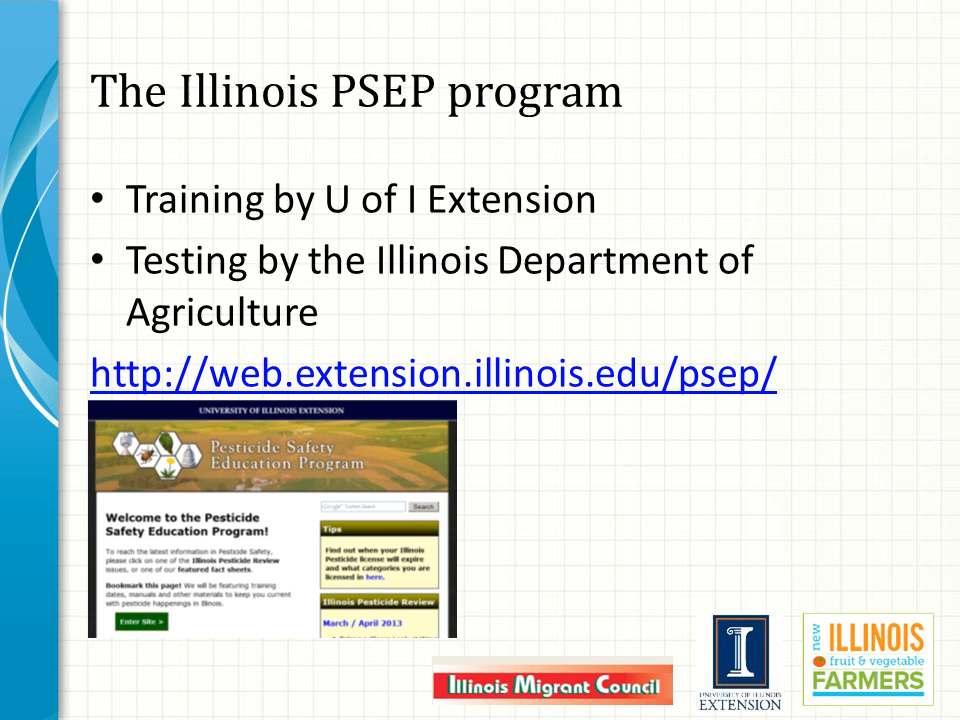 The Illinois PSEP program
• Training by U of I Extension
• Testing by the Illinois Department of
Agriculture
http://web.extension.illinois.edu/psep/
UNIVERSITY OF ILLINOIS EXTENSION
Pesticide Safety
Education Program
Welcome to the Pesticide
Safety Education Program!
To reach the latest information in Pesticide Safety,
please click on one of the Illinois Pesticide Review
issues, or one of our featured fact sheets.
Bookmark this page! We will be featuring training
dates, manuals and other materials to keep you current
with pesticide happenings in Illinois.
Enter Site >
Google Custom Search
Search
Tips
Find out when your Illinois
Pesticide license will expire
and what categories you are
licensed in here.
Illinois Pesticide Review
March / April 2013
Illinois Migrant Council
I
UNIVERSITY OF ILLINOIS
EXTENSION
new
ILLINOIS
fruit & vegetable
FARMERS